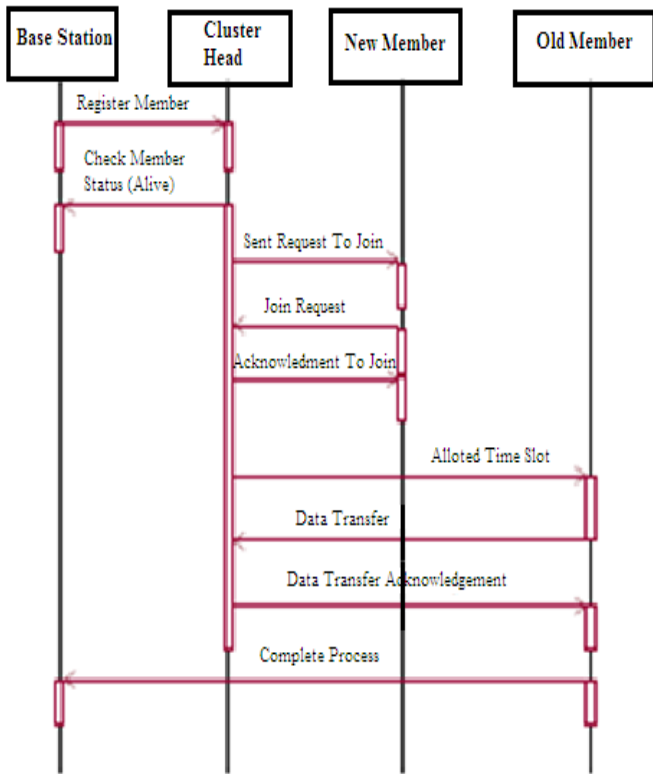 Base Station
Cluster
Head
New Member
Old Member
Register Member
Check Member
Status (Alive)
Sent Request To Join
Join Request
Acknowledment To Join
Alloted Time Slot
Data Transfer
Data Transfer Acknowledgement
Complete Process